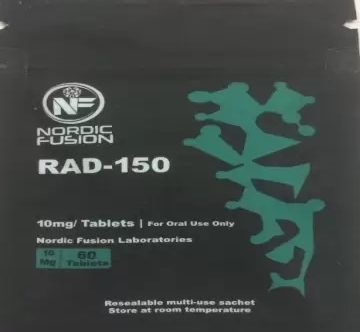 NF
NORDIC
FUSION
RAD-150
10mg/ Tablets | For Oral Use Only
Nordic Fusion Laboratories
10 Mg 60 Tablets
Resealable multi-use sachet
Store at room temperature